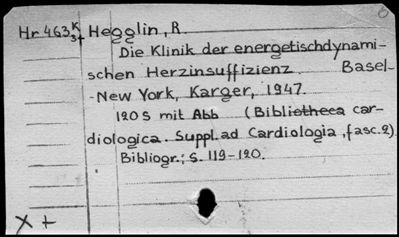 Hr 463 K/3+ Hegglin, R.
Die Klinik der energetischdynami-
schen Herzinsuffizienz. Basel-
-New York, Karger, 1947.
120 S mit Abb (Bibliotheca car-
diologica. Suppl. ad Cardiologia, fasc. 2)
Bibliogr.: S. 119-120.
X +